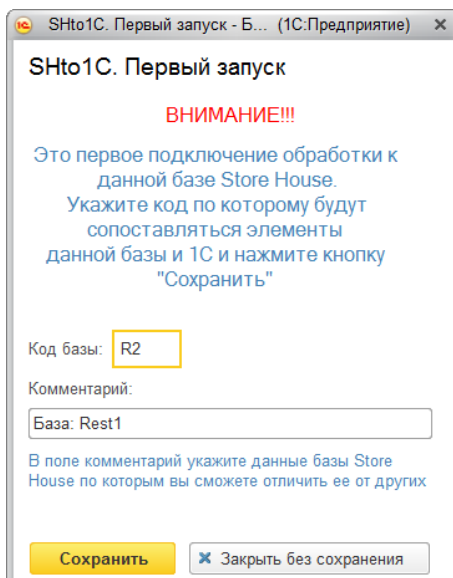 SHto1C. Первый запуск - Б... (1С:Предприятие)
SHto1C. Первый запуск
ВНИМАНИЕ!!!
Это первое подключение обработки к
данной базе Store House.
Укажите код по которому будут
сопоставляться элементы
данной базы и 1С и нажмите кнопку
"Сохранить"
Код базы: R2
Комментарий:
База: Rest1
В поле комментарий укажите данные базы Store
House по которым вы сможете отличить ее от других
Сохранить Закрыть без сохранения